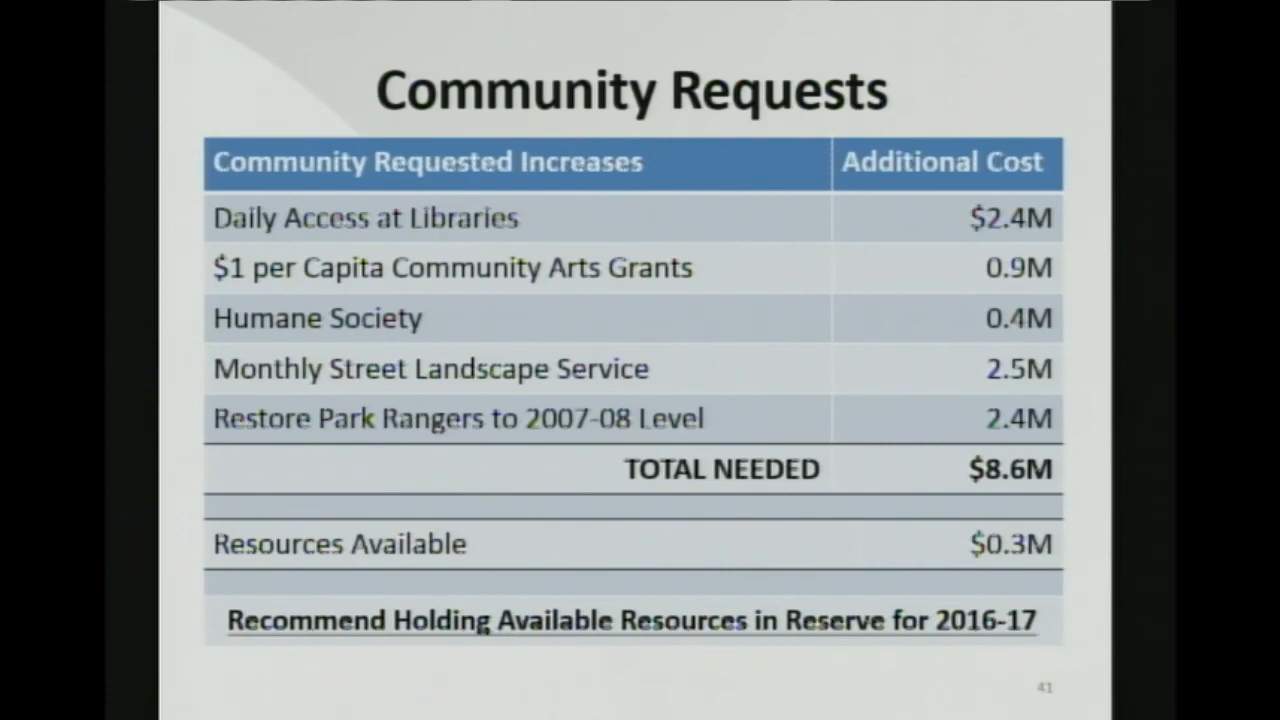 Community Requests
Community Requested Increases Additional Cost
Daily Access at Libraries $2.4M
$1 per Capita Community Arts Grants 0.9M
Humane Society 0.4M
Monthly Street Landscape Service 2.5M
Restore Park Rangers to 2007-08 Level 2.4M
TOTAL NEEDED $8.6M
Resources Available $0.3M
Recommend Holding Available Resources in Reserve for 2016-17
41